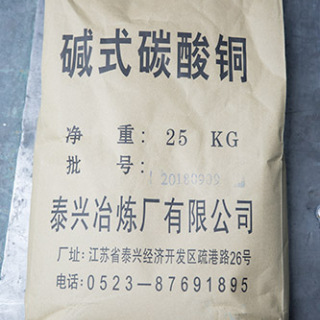 碱式碳酸铜
净 重: 25 KG
批 号: 20180909
泰兴冶炼厂有限公司
厂址:江苏省泰兴经济开发区疏港路26号
电话:0523—87691895